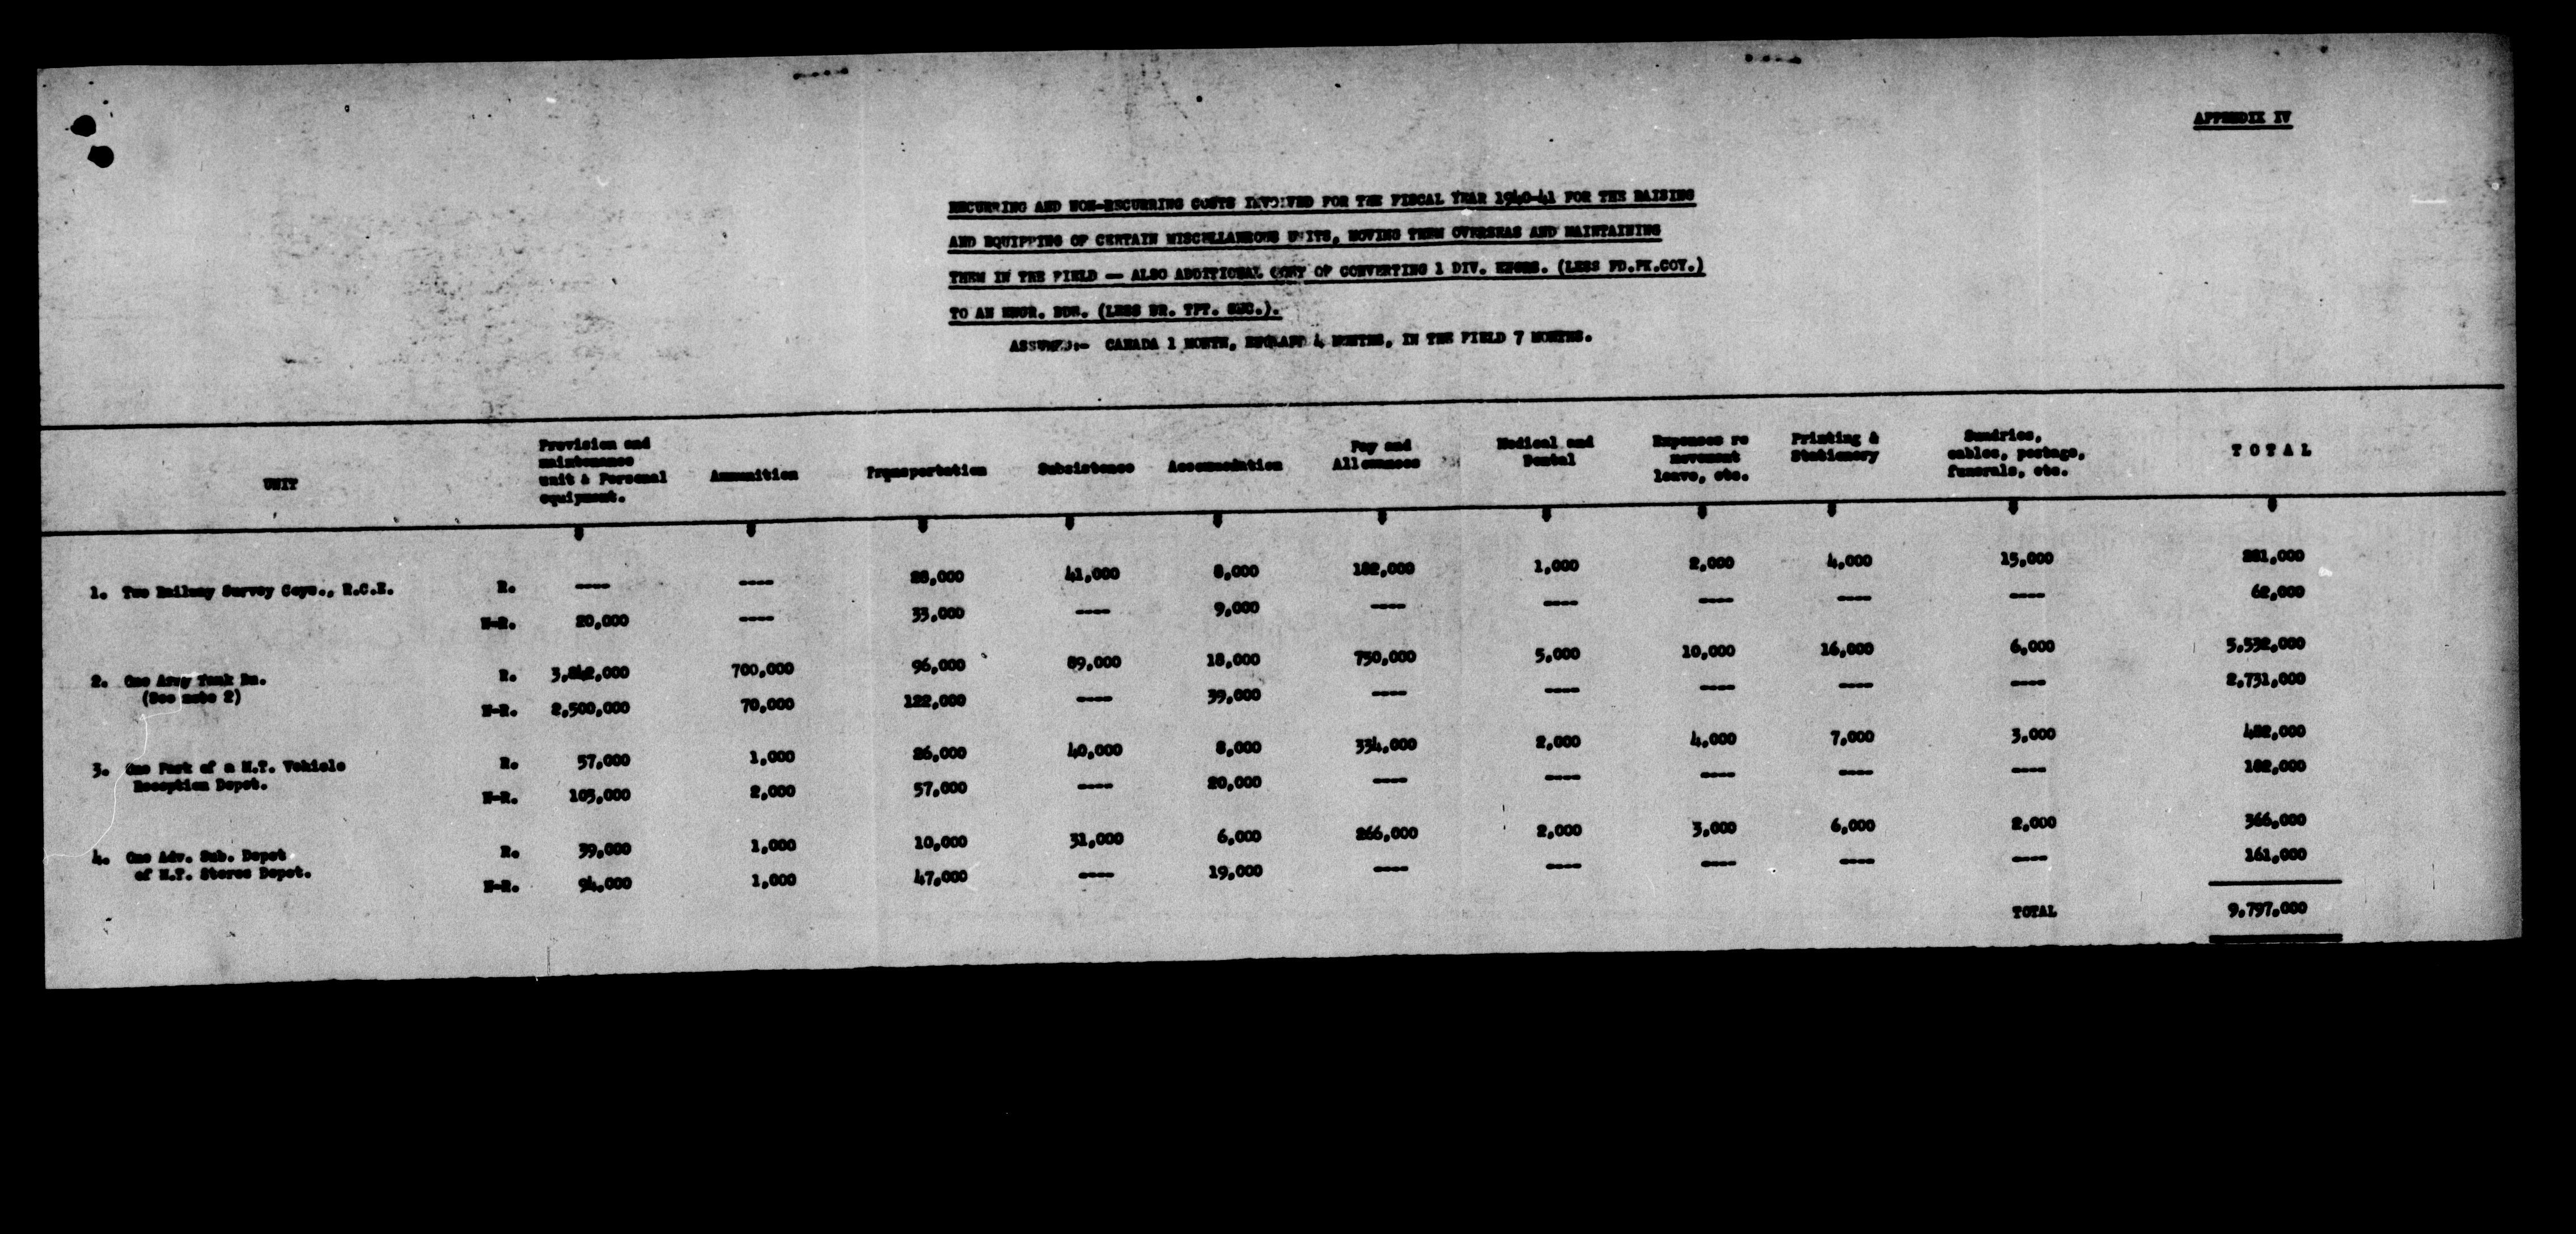 APPENDIX IV
RECURRING AND NON-RECURRING COSTS INVOLVED FOR THE FISCAL YEAR 1940-41 FOR THE RAISING
AND EQUIPPING OF CERTAIN MISCELLANEOUS UNITS, MOVING THEM OVERSEAS AND MAINTAINING
THEM IN THE FIELD — ALSO ADDITIONAL COST OF CONVERTING 1 DIV. ENGRS. (LESS FD.PK.COY.)
TO AN ENGR. (LESS BR. TPT. SEC.).
ASSUMED:- CANADA 1 MONTH, ENGLAND 4 MONTHS, IN THE FIELD 7 MONTHS.
UNIT
Provision and
maintenance
unit & Personal
equipment.
Ammunition
Transportation
Subsistence
Accommodation
Pay and
Allowances
Medical and
Dental
Expenses re
movement
leave, etc.
Printing &
Stationery
Sundries,
cables, postage,
funerals, etc.
T O T A L
$ $ $ $ $ $ $ $ $ $ $
1. Two Railway Survey Coys., R.C.E. R. ---- ---- 28,000 41,000 8,000 182,000 1,000 2,000 4,000 15,000 281,000
N-R. 20,000 ---- 33,000 ---- 9,000 ---- ---- ---- ---- ---- 62,000
2. One Army Tank Bn. R. 3,842,000 700,000 96,000 89,000 18,000 750,000 5,000 10,000 16,000 6,000 5,532,000
(See note 2) N-R. 2,500,000 70,000 122,000 ---- 39,000 ---- ---- ---- ---- ---- 2,731,000
3. One Park of a M.T. Vehicle R. 57,000 1,000 26,000 40,000 8,000 334,000 2,000 4,000 7,000 3,000 482,000
Reception Depot. N-R. 103,000 2,000 57,000 ---- 20,000 ---- ---- ---- ---- ---- 182,000
4. One Adv. Sub. Depot R. 39,000 1,000 10,000 31,000 6,000 266,000 2,000 3,000 6,000 2,000 366,000
of M.T. Stores Depot. N-R. 94,000 1,000 47,000 ---- 19,000 ---- ---- ---- ---- ---- 161,000
TOTAL 9,797,000